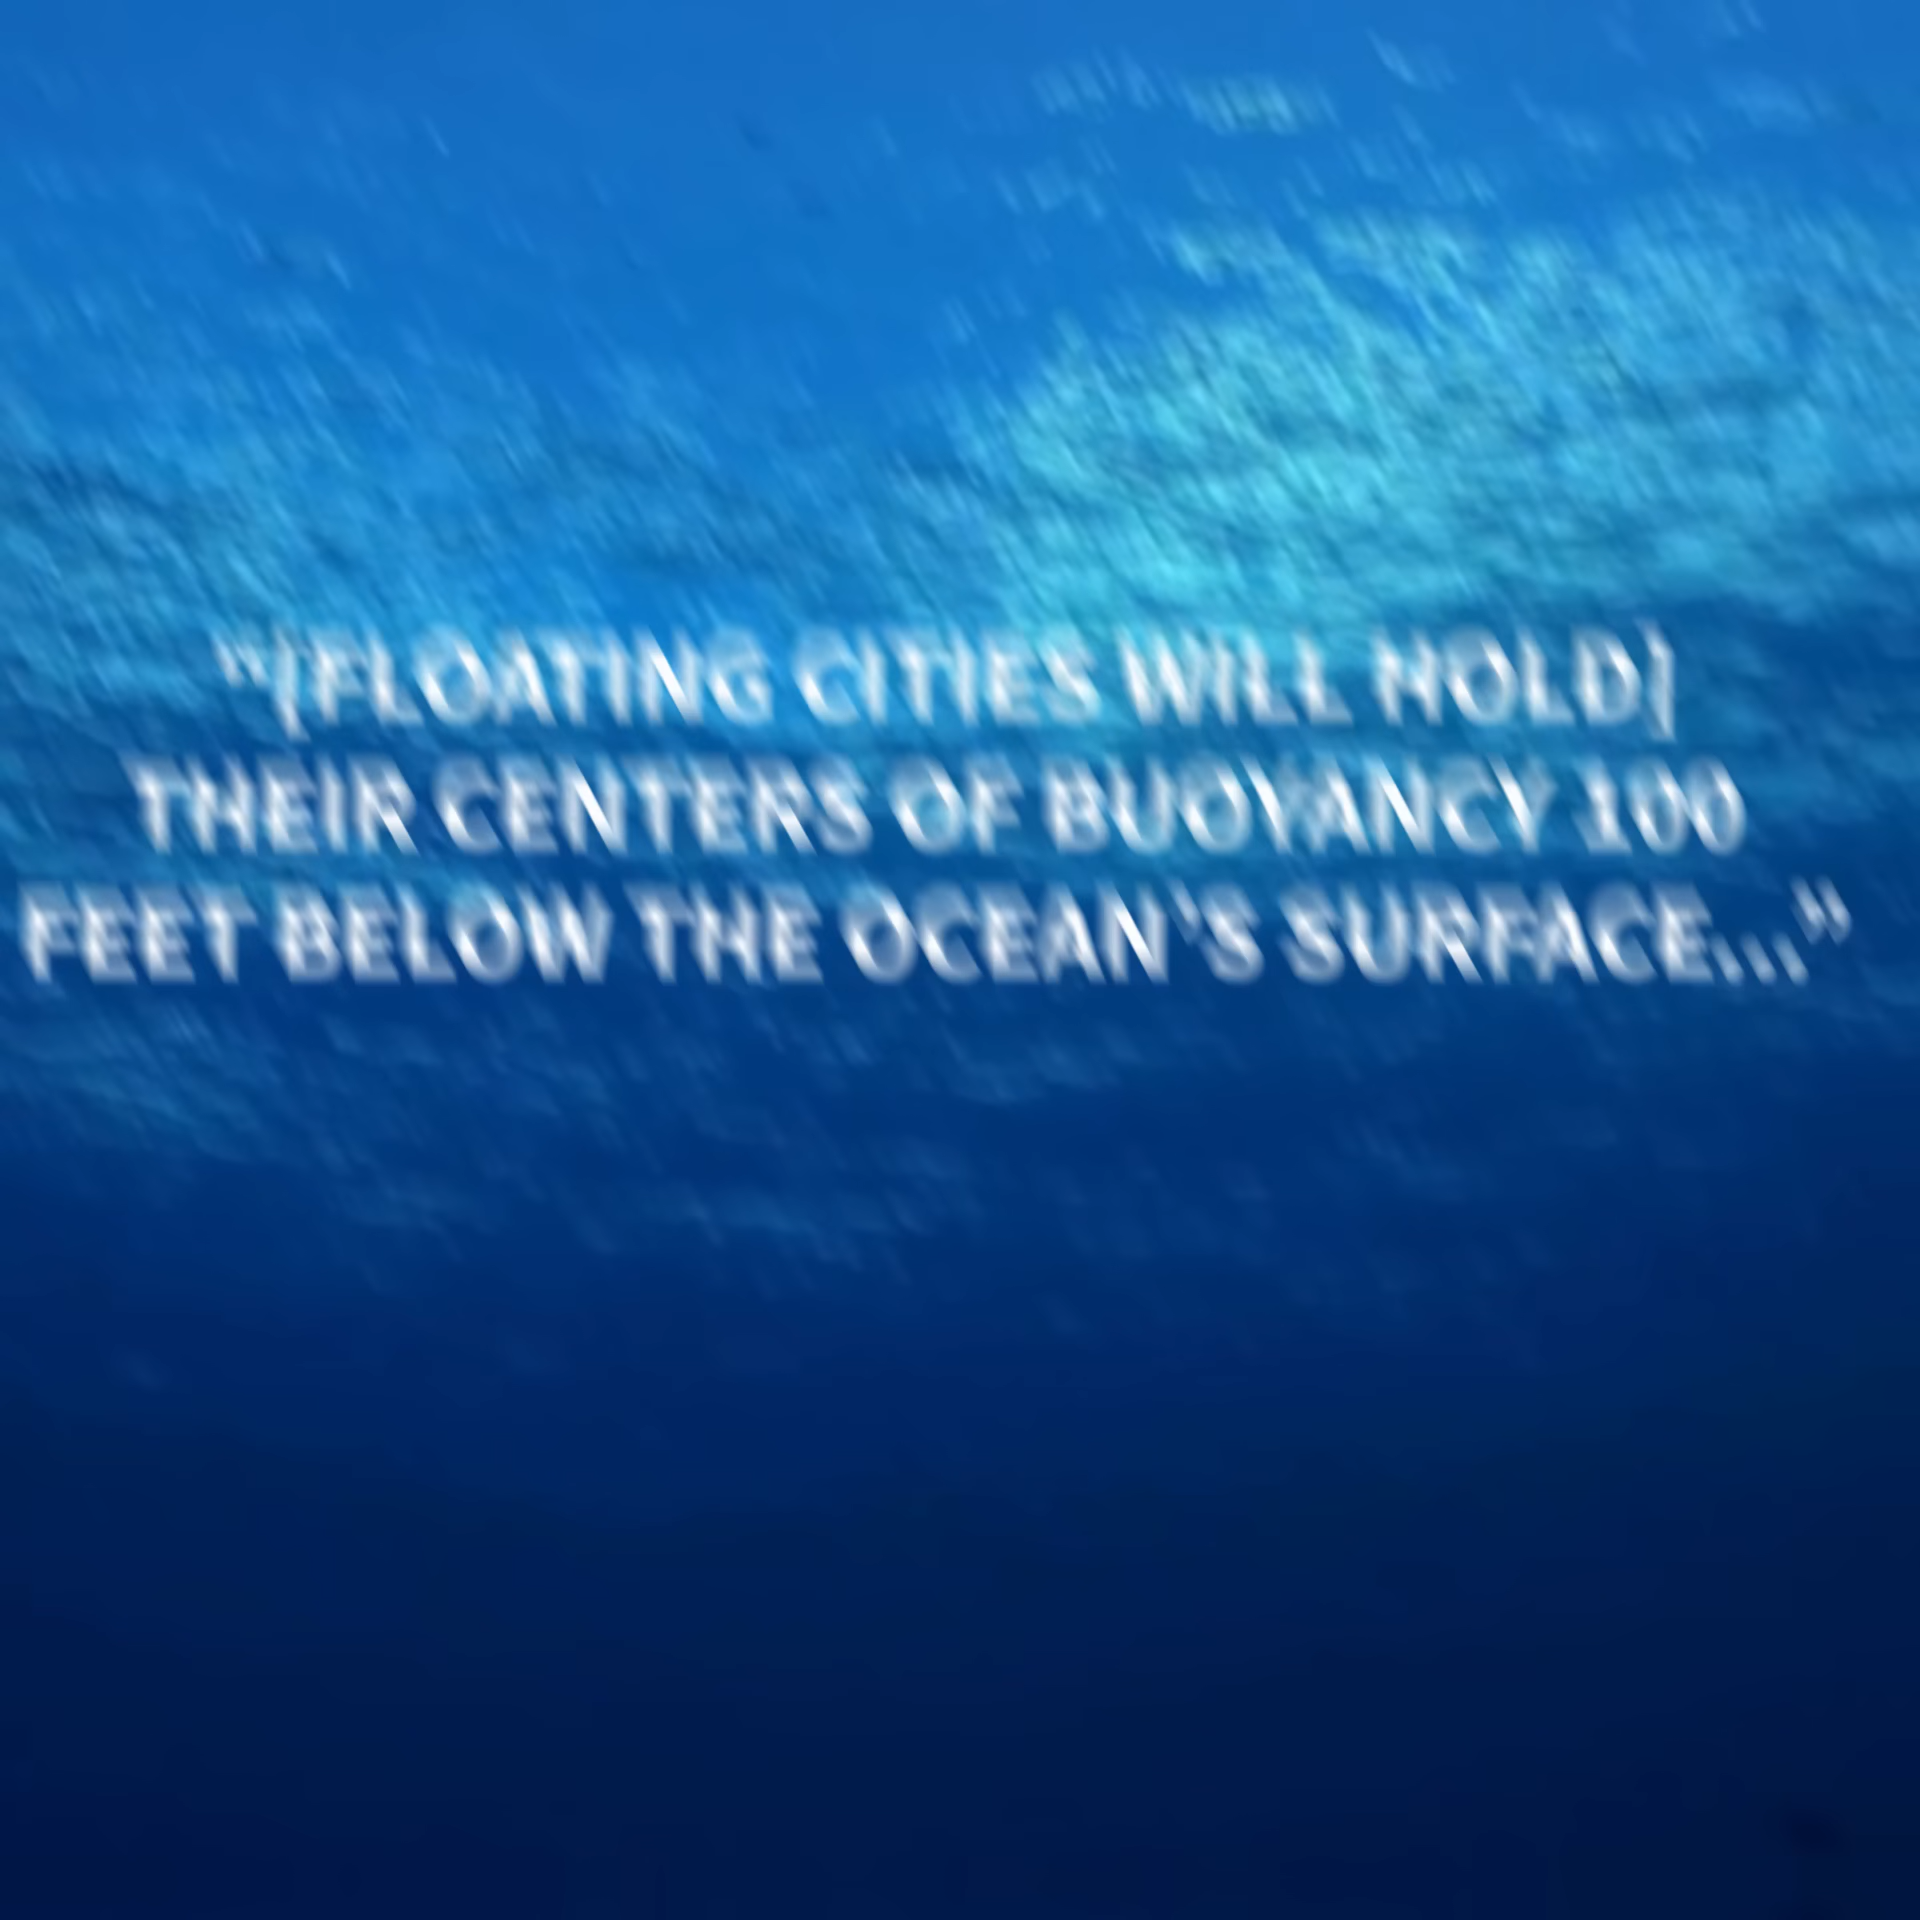 "[FLOATING CITIES WILL HOLD]
THEIR CENTERS OF BUOYANCY 100
FEET BELOW THE OCEAN'S SURFACE..."